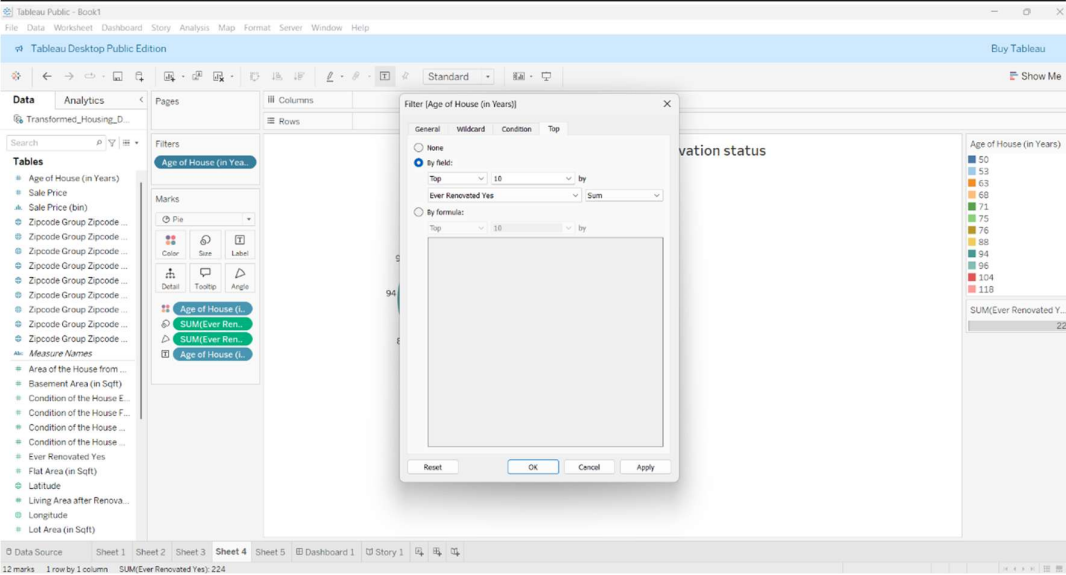 Tableau Public - Book1
File Data Worksheet Dashboard Story Analysis Map Format Server Window Help
Tableau Desktop Public Edition
Buy Tableau
Standard
Show Me
Data
Analytics
Transformed_Housing_D...
Search
Tables
Age of House (in Years)
Sale Price
Sale Price (bin)
Zipcode Group Zipcode ...
Zipcode Group Zipcode ...
Zipcode Group Zipcode ...
Zipcode Group Zipcode ...
Zipcode Group Zipcode ...
Zipcode Group Zipcode ...
Zipcode Group Zipcode ...
Zipcode Group Zipcode ...
Zipcode Group Zipcode ...
Abc Measure Names
Area of the House from ...
Basement Area (in Sqft)
Condition of the House E...
Condition of the House F...
Condition of the House ...
Condition of the House ...
Ever Renovated Yes
Flat Area (in Sqft)
Latitude
Living Area after Renova...
Longitude
Lot Area (in Sqft)
Pages
Filters
Age of House (in Yea..
Marks
Pie
Color
Size
Label
Detail
Tooltip
Angle
Age of House (i..
SUM(Ever Ren..
SUM(Ever Ren..
Age of House (i..
Columns
Rows
vation status
94
Filter [Age of House (in Years)]
General
Wildcard
Condition
Top
None
By field:
Top
10
by
Ever Renovated Yes
Sum
By formula:
Top
10
by
Reset
OK
Cancel
Apply
Age of House (in Years)
50
53
63
68
71
75
76
88
94
96
104
118
SUM(Ever Renovated Y...
22
Data Source
Sheet 1
Sheet 2
Sheet 3
Sheet 4
Sheet 5
Dashboard 1
Story 1
12 marks 1 row by 1 column SUM(Ever Renovated Yes): 224